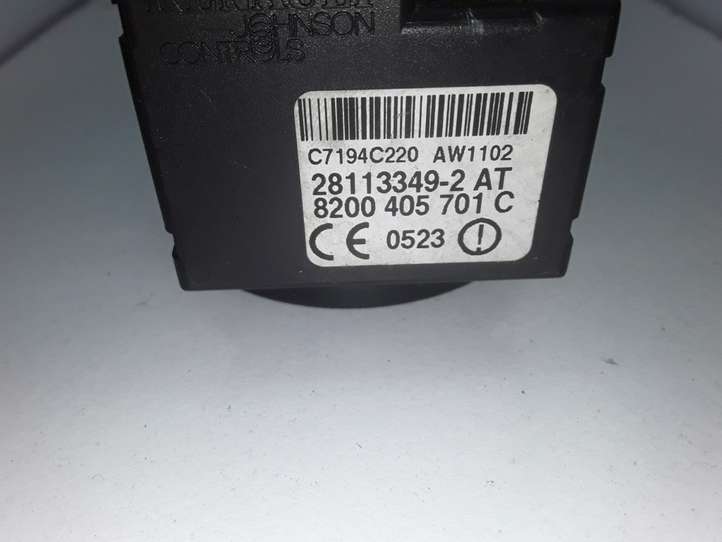 JOHNSON
CONTROLS
C7194C220 AW1102
28113349-2 AT
8200 405 701 C
CE 0523 !